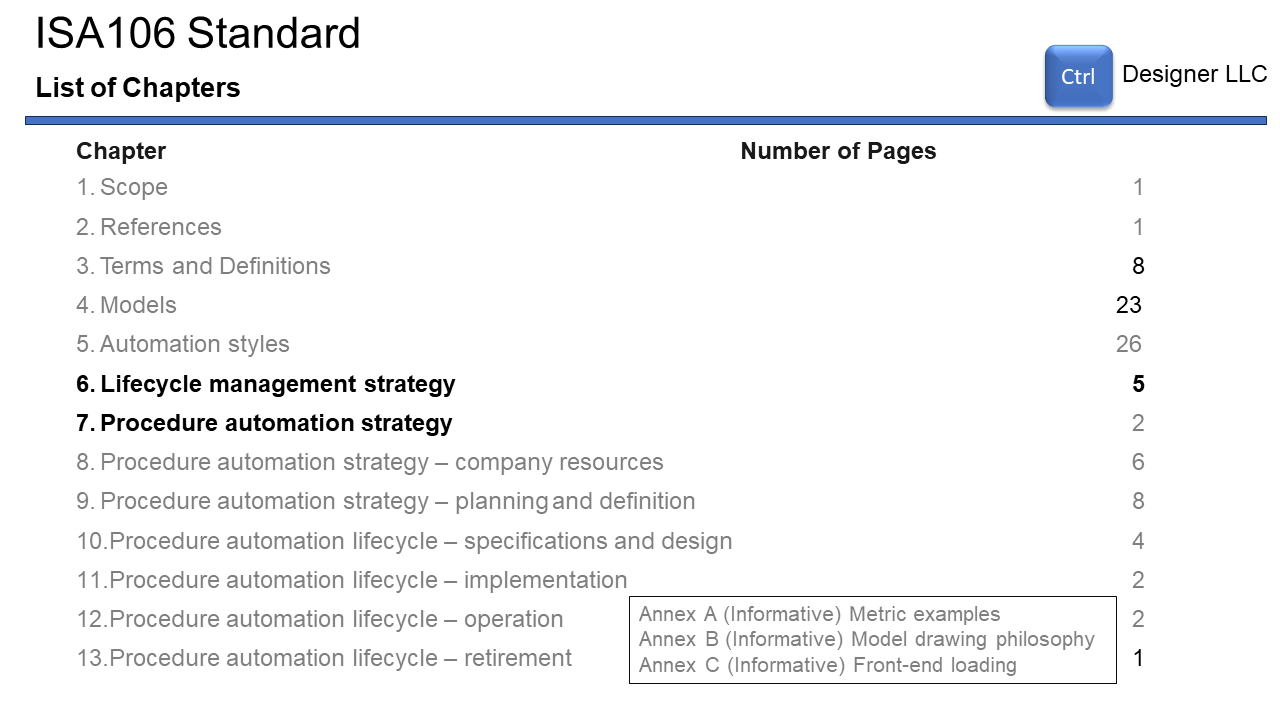 ISA106 Standard
List of Chapters
Ctrl
Designer LLC
Chapter Number of Pages
1. Scope 1
2. References 1
3. Terms and Definitions 8
4. Models 23
5. Automation styles 26
6. Lifecycle management strategy 5
7. Procedure automation strategy 2
8. Procedure automation strategy – company resources 6
9. Procedure automation strategy – planning and definition 8
10.Procedure automation lifecycle – specifications and design 4
11.Procedure automation lifecycle – implementation 2
12.Procedure automation lifecycle – operation 2
13.Procedure automation lifecycle – retirement 1
Annex A (Informative) Metric examples
Annex B (Informative) Model drawing philosophy
Annex C (Informative) Front-end loading